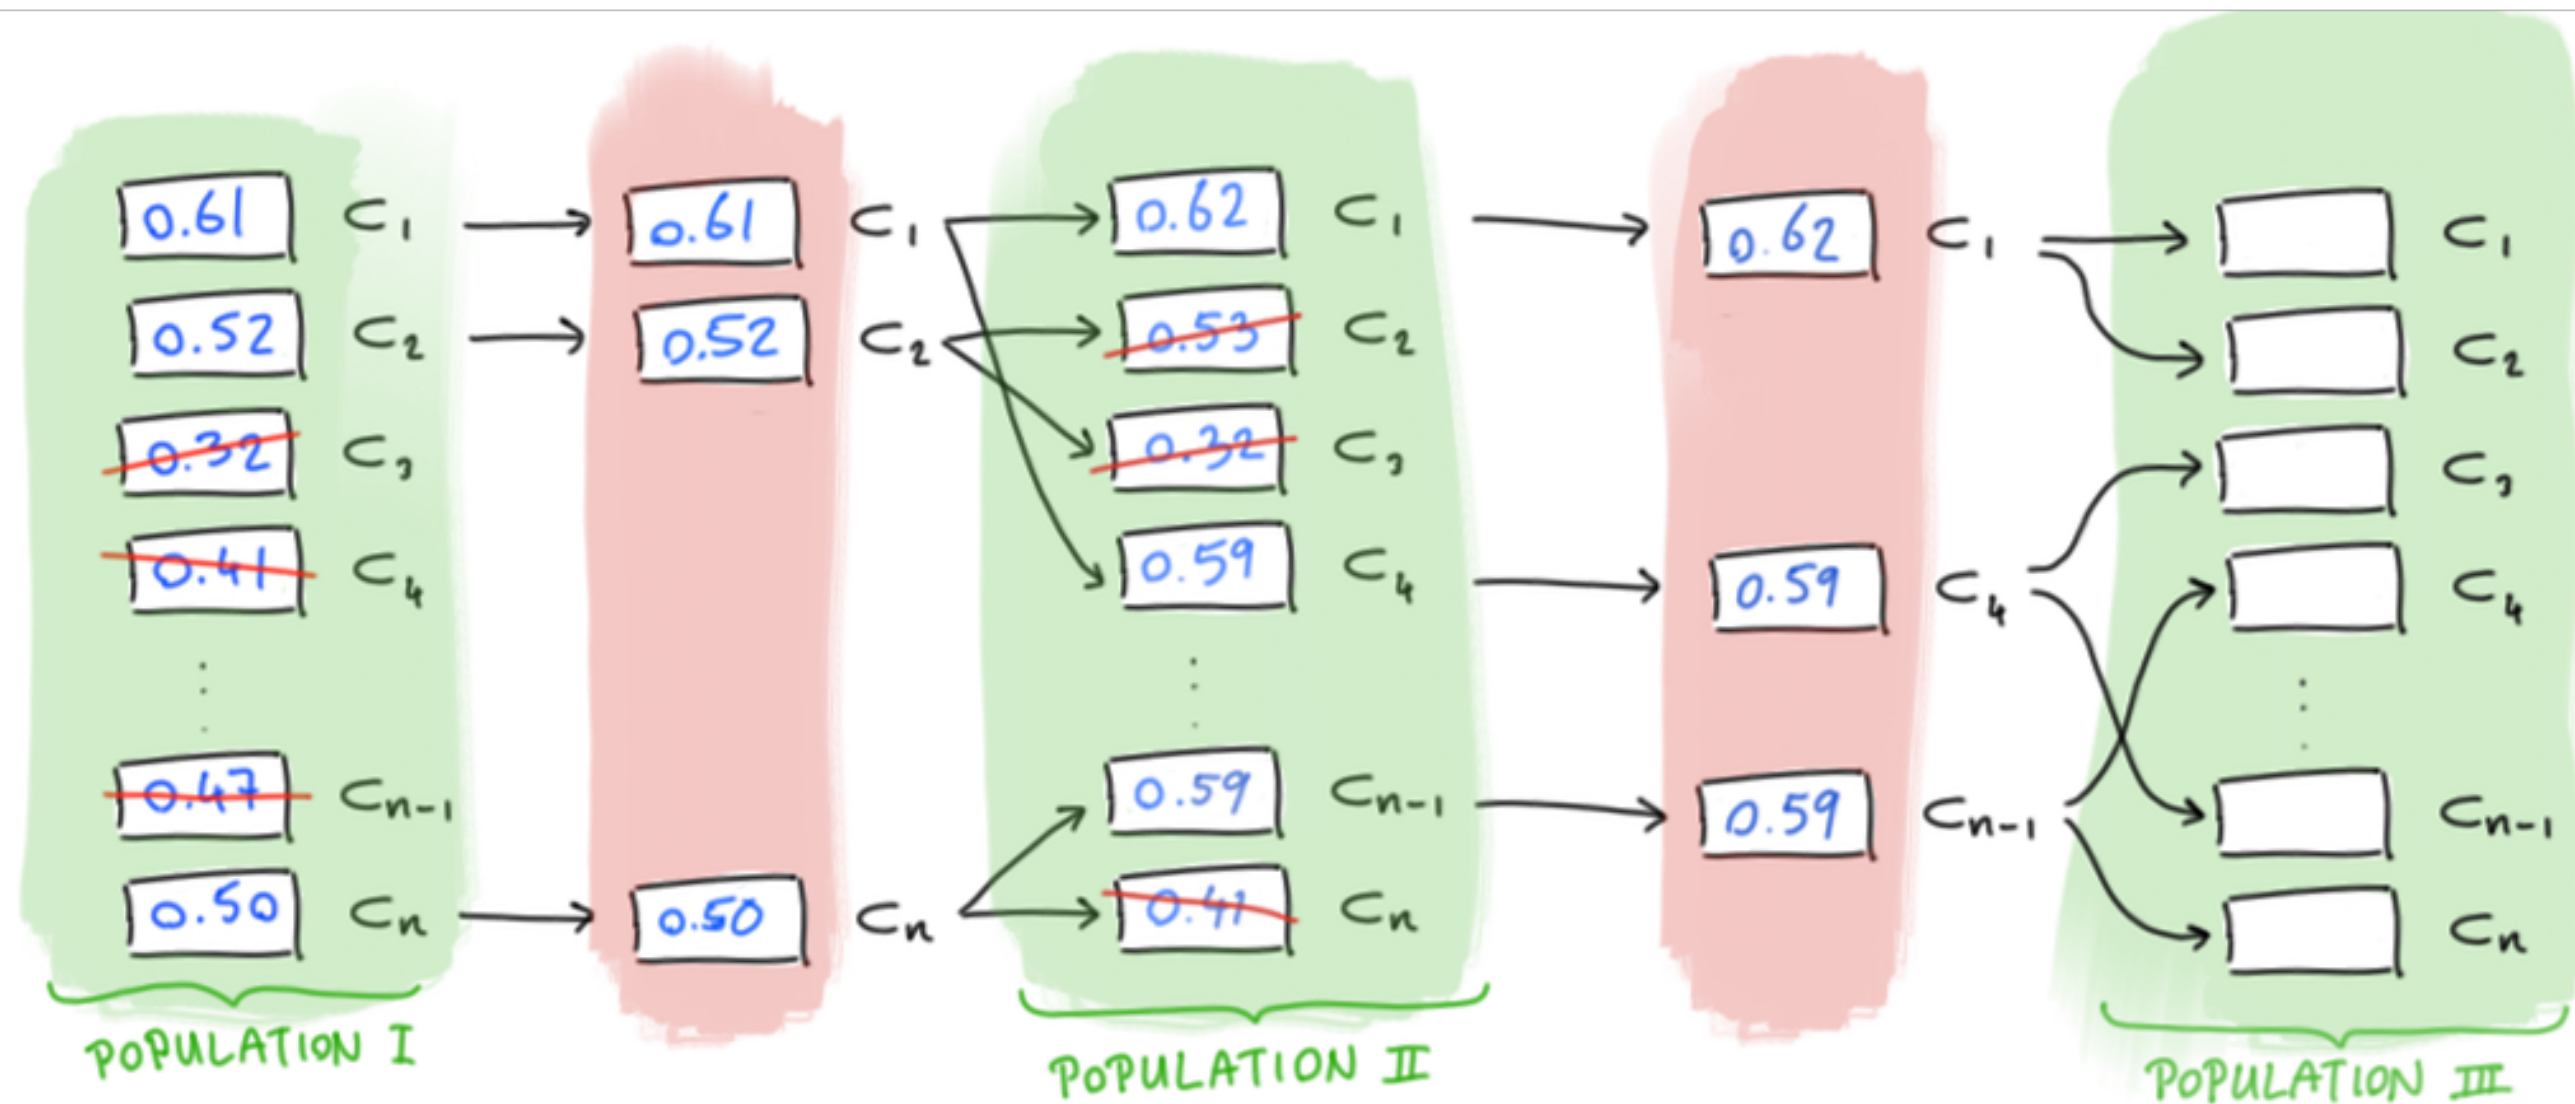 0.61 C1 0.61 C1 0.62 C1 0.62 C1 C1
0.52 C2 0.52 C2 0.53 C2 C2
0.32 C3 0.32 C3 C3
0.41 C4 0.59 C4 0.59 C4 C4
0.47 Cn-1 0.59 Cn-1 0.59 Cn-1 Cn-1
0.50 Cn 0.50 Cn 0.41 Cn Cn
POPULATION I POPULATION II POPULATION III